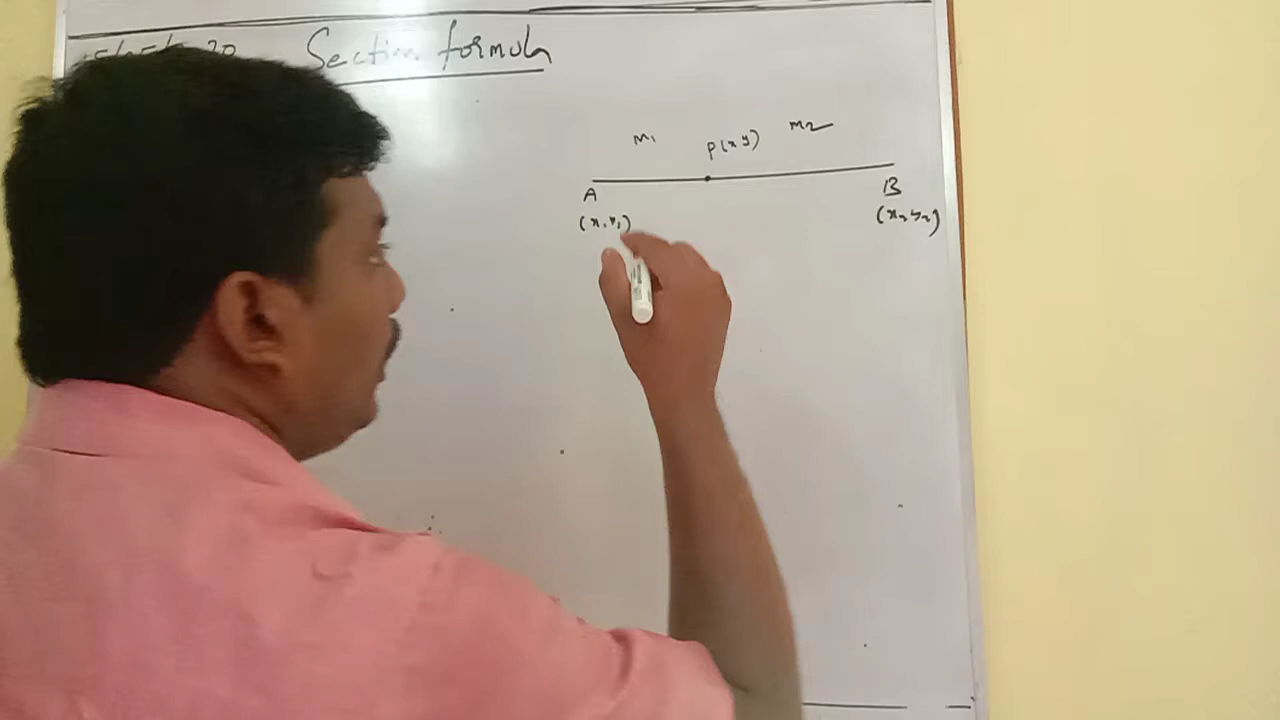 Section formula
m1 P(x y) m2
A B
(x1 y1) (x2 y2)